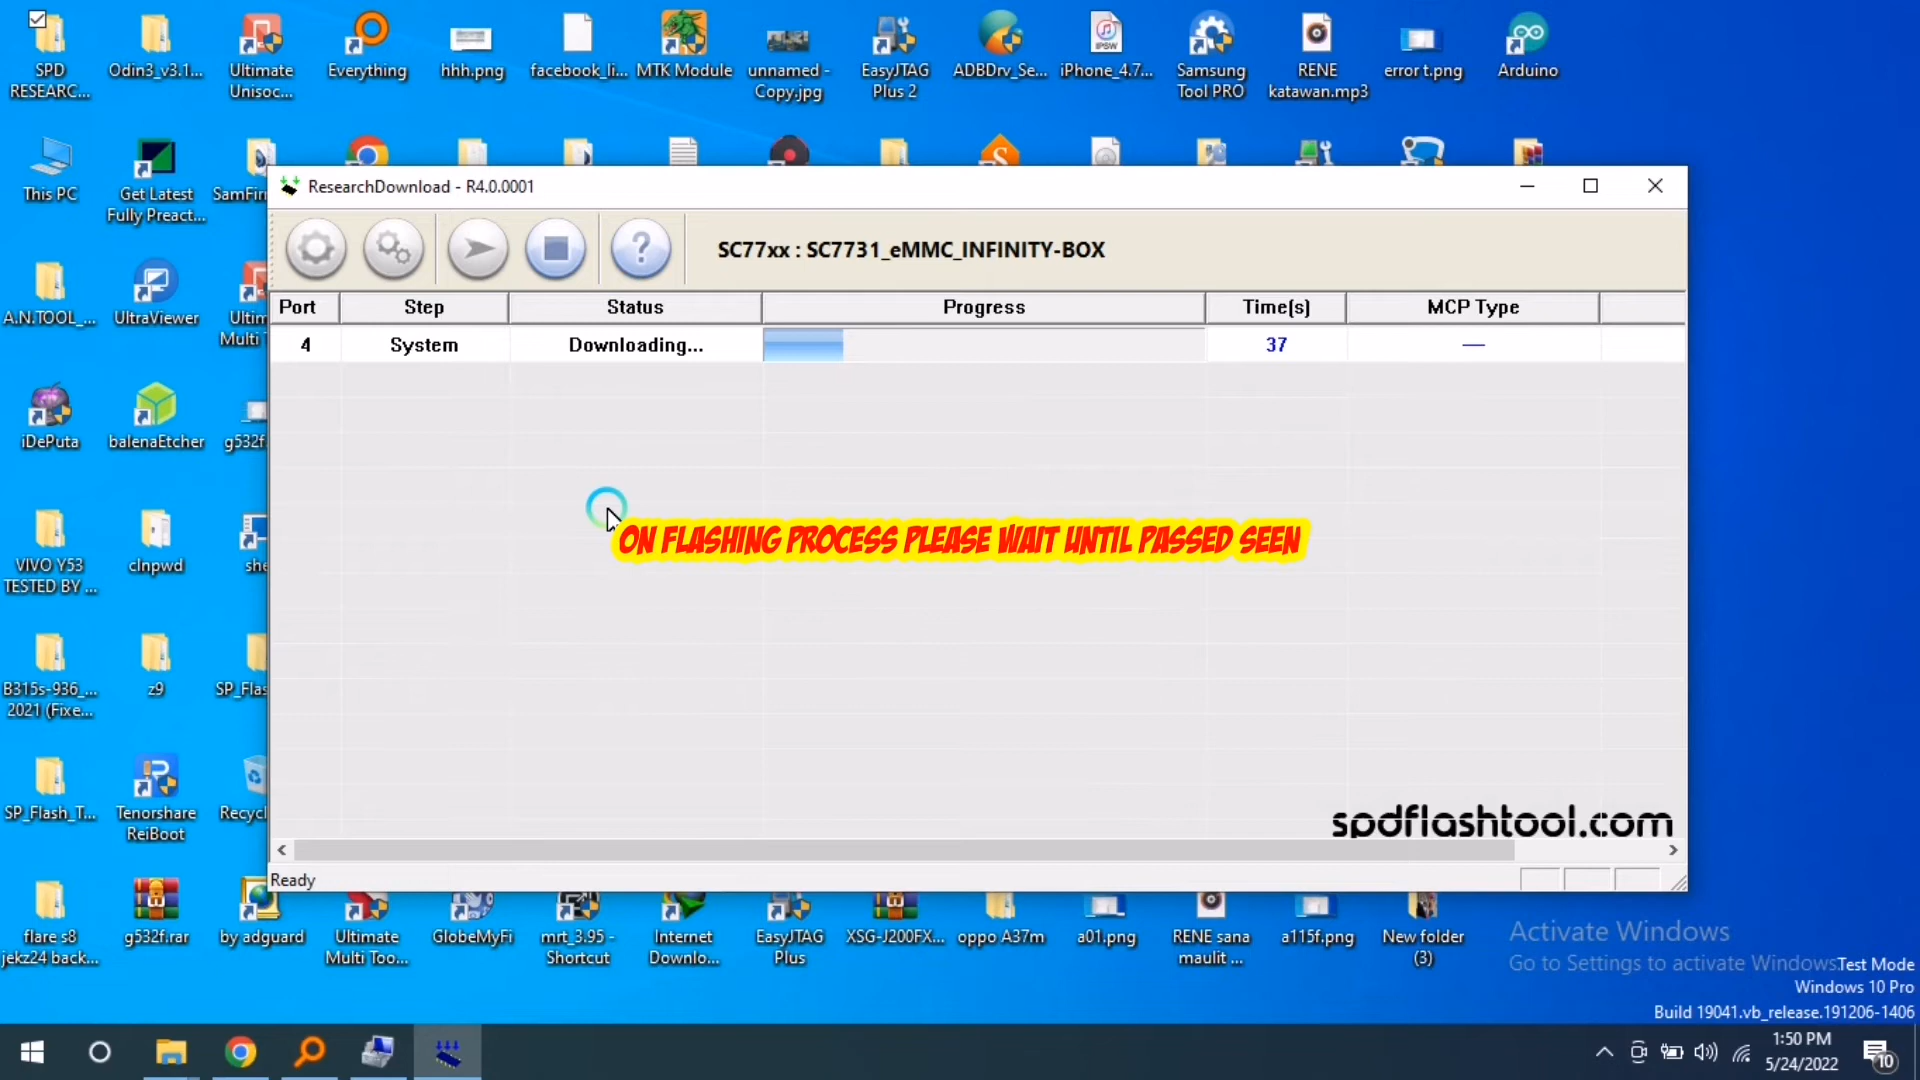 SPD
RESEARC...
Odin3_v3.1...
Ultimate
Unisoc...
Everything
hhh.png
facebook_li...
MTK Module
unnamed -
Copy.jpg
EasyJTAG
Plus 2
ADBDrv_Se...
iPhone_4.7...
IPSW
Samsung
Tool PRO
RENE
katawan.mp3
error t.png
Arduino
This PC
Get Latest
Fully Preact...
SamFir
ResearchDownload - R4.0.0001
SC77xx : SC7731_eMMC_INFINITY-BOX
Port Step Status Progress Time(s) MCP Type
4 System Downloading... 37 —
A.N.TOOL_...
UltraViewer
Ultim
Multi T
iDePuta
balenaEtcher
g532f.
ON FLASHING PROCESS PLEASE WAIT UNTIL PASSED SEEN
VIVO Y53
TESTED BY ...
clnpwd
she
B315s-936_...
2021 (Fixe...
z9
SP_Flas
SP_Flash_T...
Tenorshare
ReiBoot
Recycl
spdflashtool.com
Ready
flare s8
jekz24 back...
g532f.rar
by adguard
Ultimate
Multi Too...
GlobeMyFi
mrt_3.95 -
Shortcut
Internet
Downlo...
EasyJTAG
Plus
XSG-J200FX...
oppo A37m
a01.png
RENE sana
maulit ...
a115f.png
New folder
(3)
Activate Windows
Go to Settings to activate Windows.
Test Mode
Windows 10 Pro
Build 19041.vb_release.191206-1406
1:50 PM
5/24/2022
10